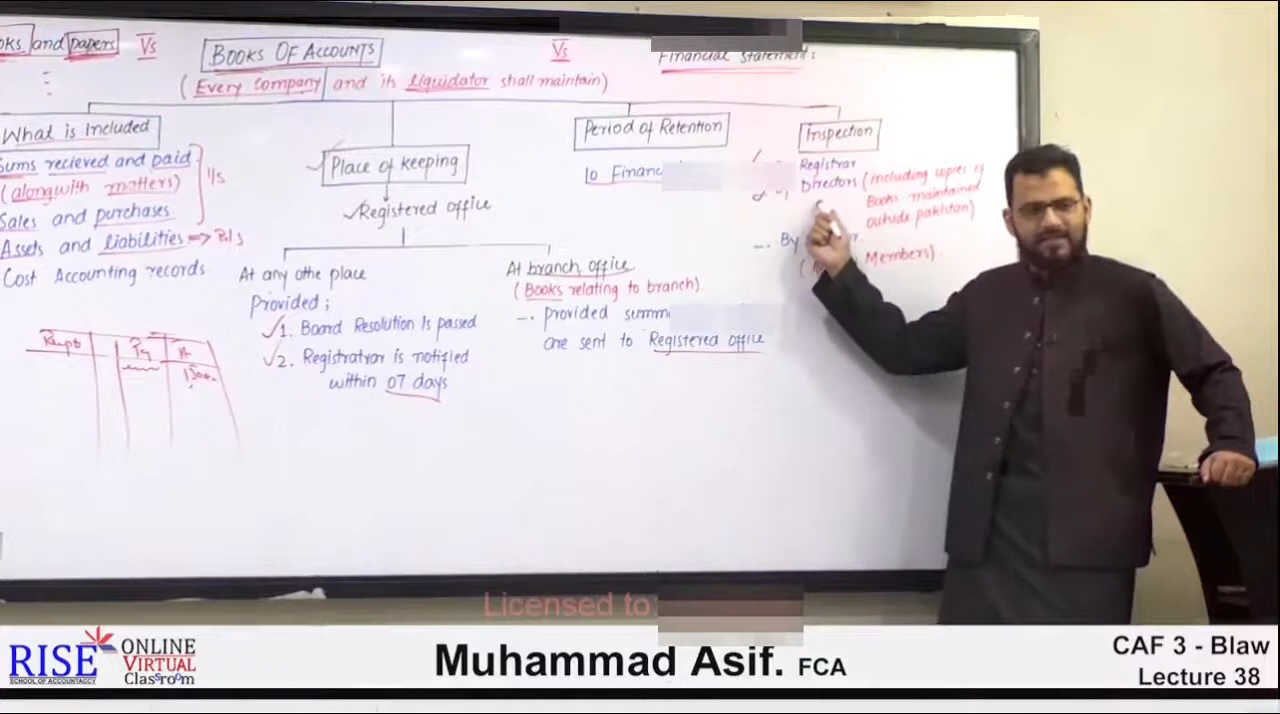 oks and papers Vs BOOKS OF ACCOUNTS Vs Financial statement:
(Every company and its liquidator shall maintain)
What is Included
Sums recieved and paid
(alongwith matters)
I/S
Sales and purchases
Assets and liabilities => B/S
Cost Accounting records
Place of keeping
Registered office
At any othe place
Provided;
1. Board Resolution is passed
2. Registratrar is notified
within 07 days
At branch office
(Books relating to branch).
provided summ
are sent to Registered office
Period of Retention
10 Financ
Inspection
Registrar
Directors (including copies of
Books maintained
outside pakistan)
By
Members).
Licensed to
RISE
SCHOOL OF ACCOUNTANCY
ONLINE
VIRTUAL
Classroom
Muhammad Asif. FCA
CAF 3 - Blaw
Lecture 38